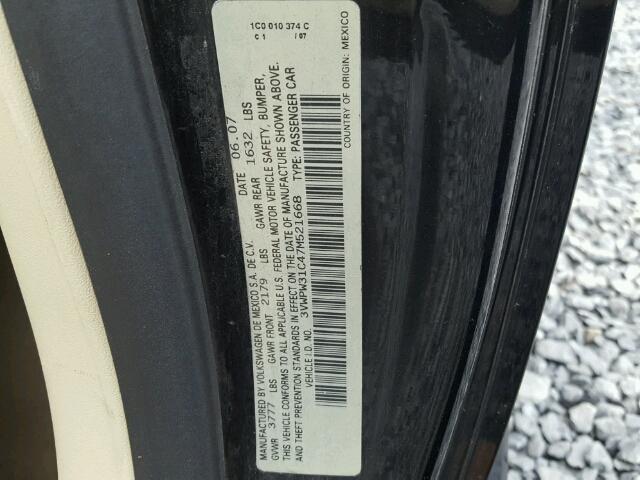 MANUFACTURED BY VOLKSWAGEN DE MEXICO S.A. DE C.V. DATE 06.07
GVWR 3777 LBS GAWR FRONT 2179 LBS GAWR REAR 1632 LBS
THIS VEHICLE CONFORMS TO ALL APPLICABLE U.S. FEDERAL MOTOR VEHICLE SAFETY, BUMPER,
AND THEFT PREVENTION STANDARDS IN EFFECT ON THE DATE OF MANUFACTURE SHOWN ABOVE.
VEHICLE I.D. NO. 3VWPW31C47M521668 TYPE: PASSENGER CAR
COUNTRY OF ORIGIN: MEXICO
1C0 010 374 C
C 1 / 07